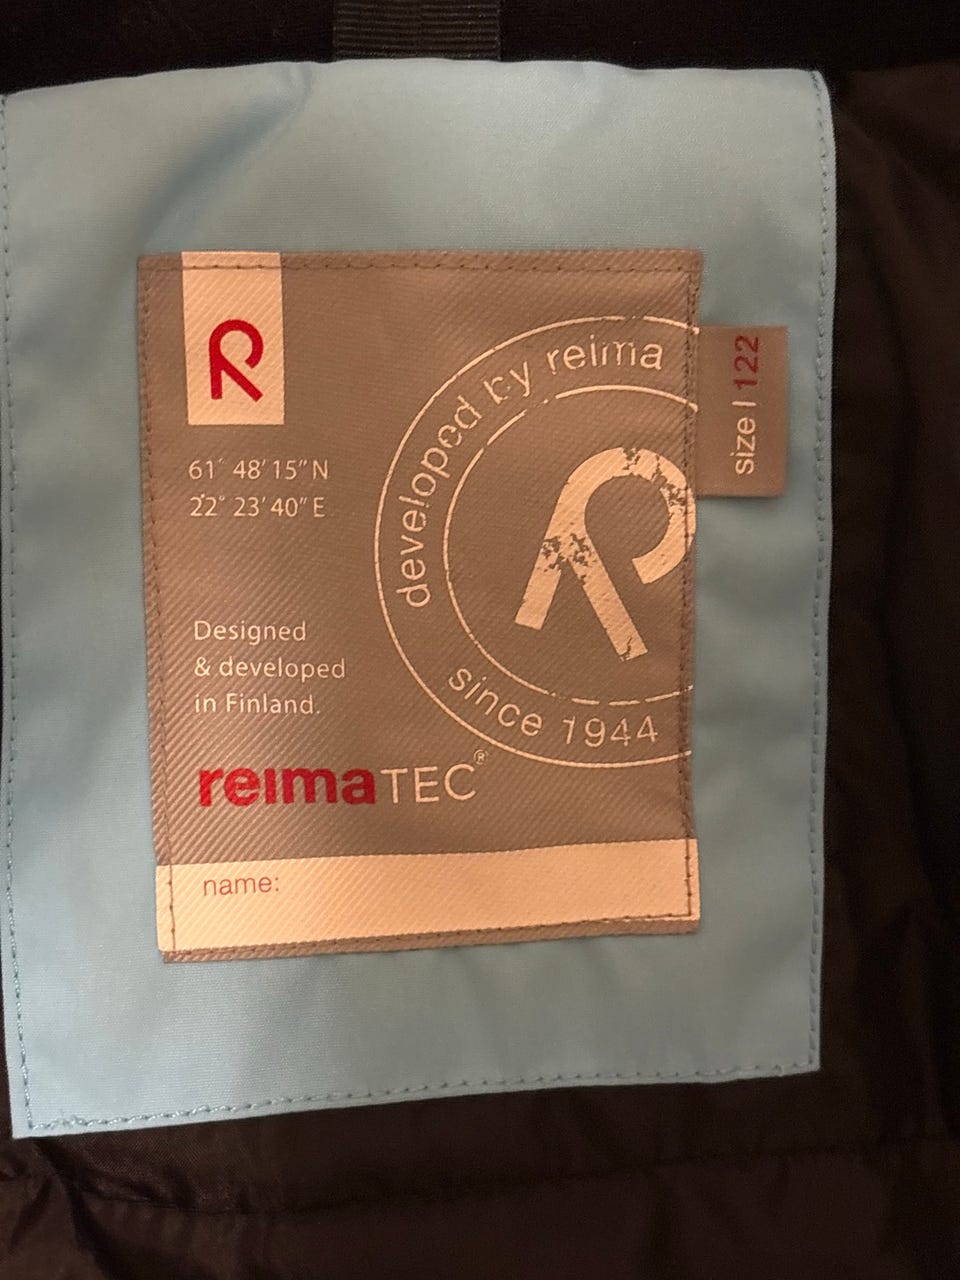 R
61° 48' 15" N
22° 23' 40" E
developed by reima
R
since 1944
size | 122
Designed
& developed
in Finland.
reimaTEC®
name: